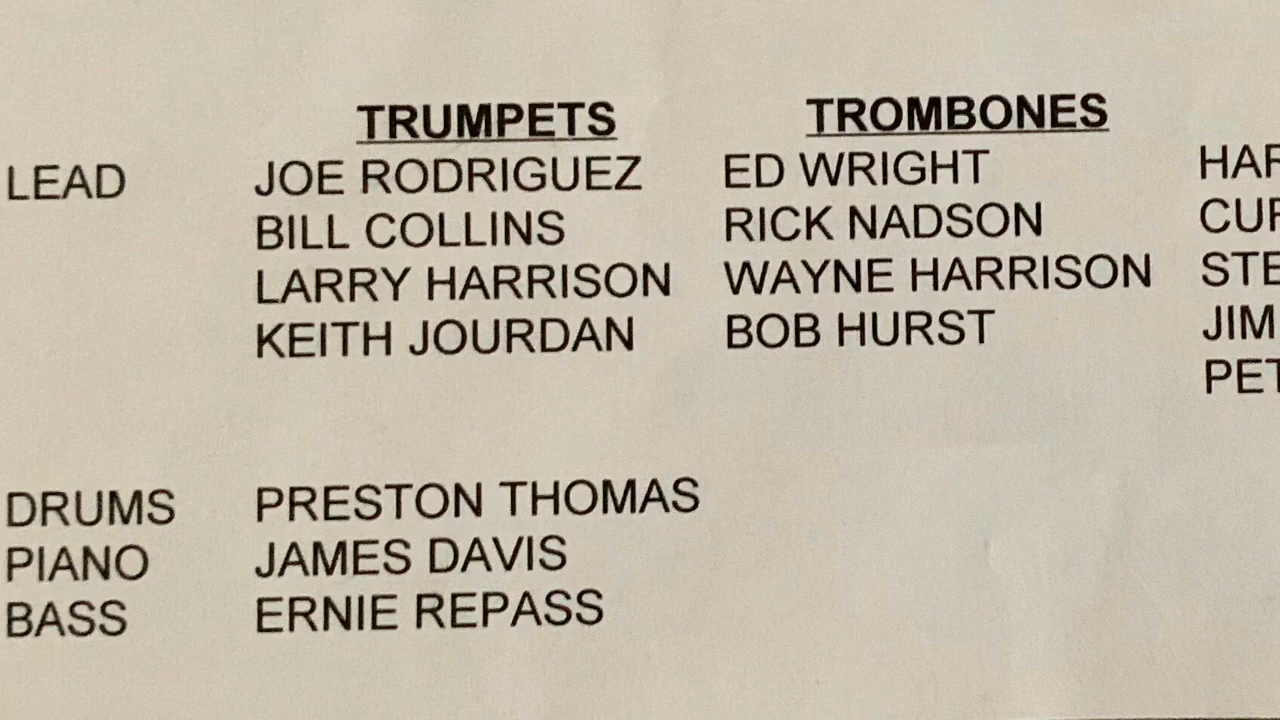 TRUMPETS TROMBONES
LEAD JOE RODRIGUEZ ED WRIGHT
BILL COLLINS RICK NADSON
LARRY HARRISON WAYNE HARRISON
KEITH JOURDAN BOB HURST JIM
DRUMS PRESTON THOMAS
PIANO JAMES DAVIS
BASS ERNIE REPASS